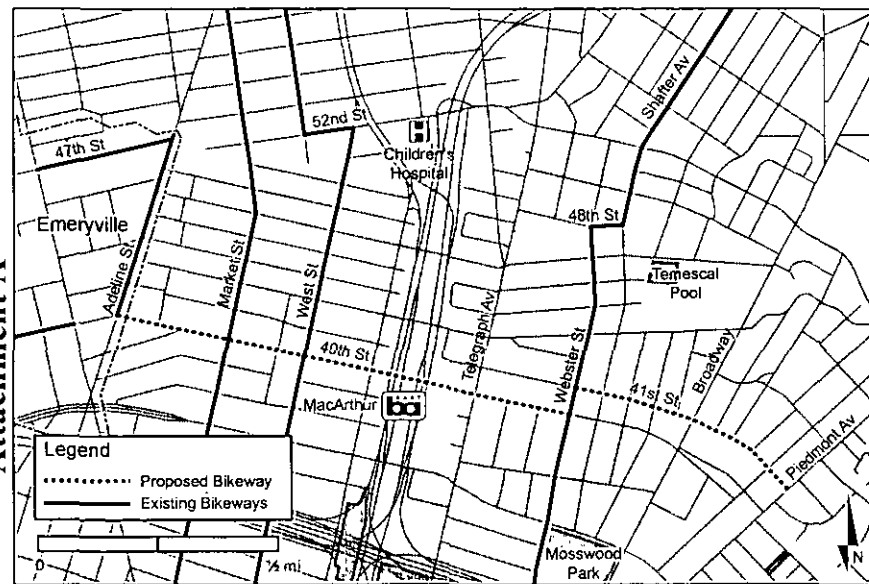 Attachment A
Shafter Av
52nd St
47th St
Children's
Hospital
48th St
Emeryville
Adeline St
Market St
West St
Telegraph Av
Temescal
Pool
Webster St
Broadway
40th St
41st St
MacArthur
ba
Piedmont Av
Legend
Proposed Bikeway
Existing Bikeways
0
½ mi
Mosswood
Park
N